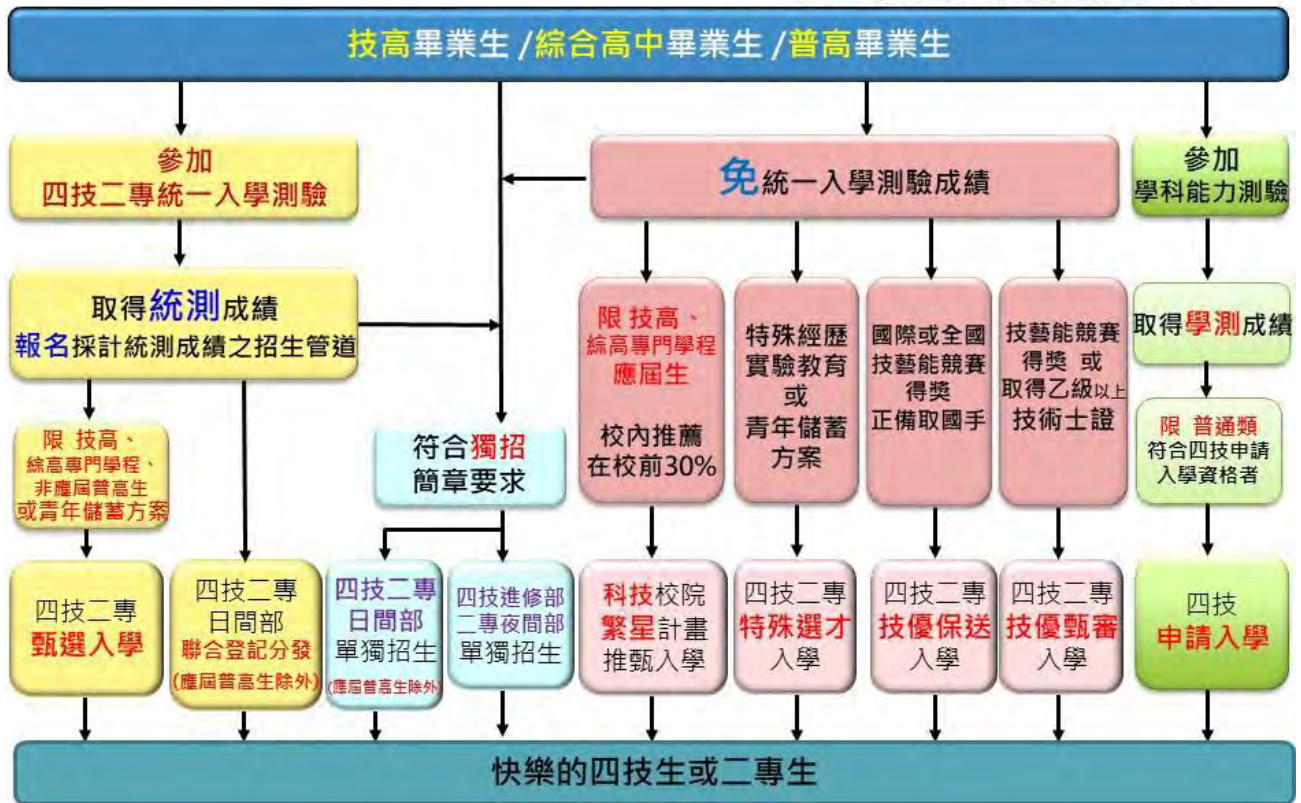 技高畢業生 /綜合高中畢業生 /普高畢業生
參加
四技二專統一入學測驗
免統一入學測驗成績
參加
學科能力測驗
取得統測成績
報名採計統測成績之招生管道
限 技高、
綜高專門學程
應屆生
校內推薦
在校前30%
特殊經歷
實驗教育
或
青年儲蓄
方案
國際或全國
技藝能競賽
得獎
正備取國手
技藝能競賽
得獎 或
取得乙級以上
技術士證
取得學測成績
限 技高、
綜高專門學程、
非應屆普高生
或青年儲蓄方案
符合獨招
簡章要求
限 普通類
符合四技申請
入學資格者
四技二專
甄選入學
四技二專
日間部
聯合登記分發
(應屆普高生除外)
四技二專
日間部
單獨招生
(應屆普高生除外)
四技進修部
二專夜間部
單獨招生
科技校院
繁星計畫
推甄入學
四技二專
特殊選才
入學
四技二專
技優保送
入學
四技二專
技優甄審
入學
四技
申請入學
快樂的四技生或二專生